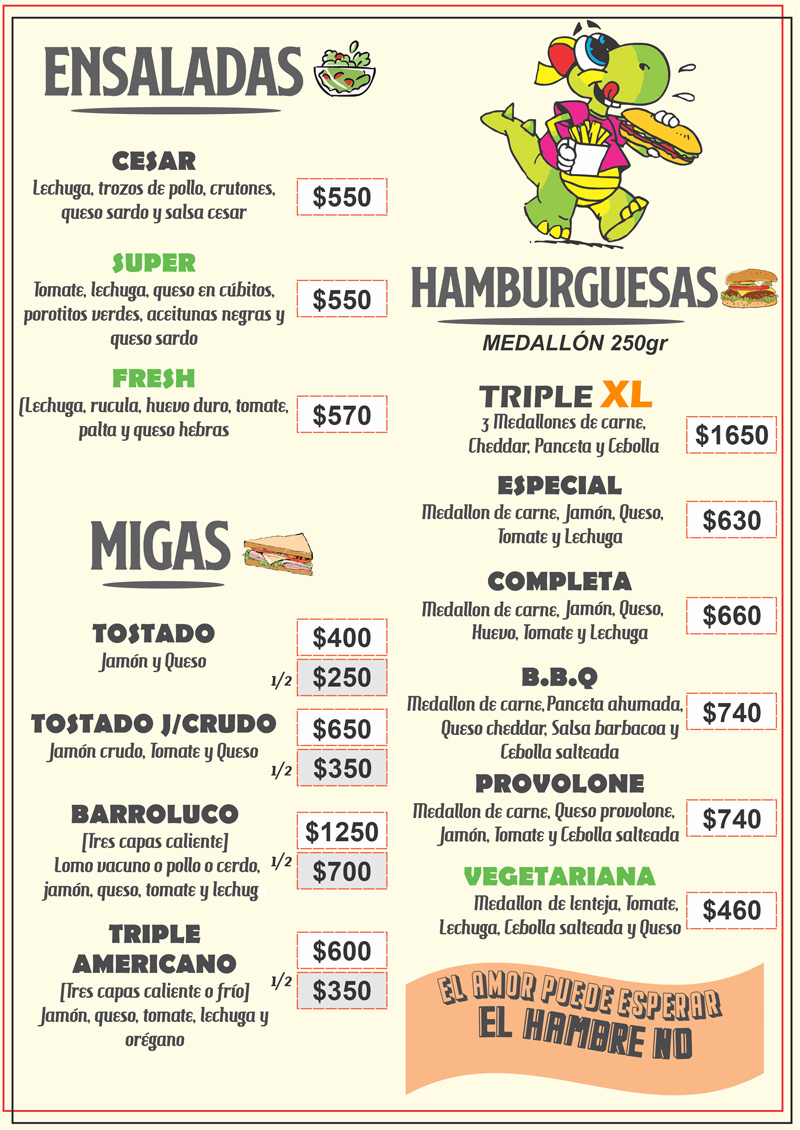 ENSALADAS
CESAR
Lechuga, trozos de pollo, crutones,
queso sardo y salsa cesar
$550
SUPER
Tomate, lechuga, queso en cúbitos,
porotitos verdes, aceitunas negras y
queso sardo
$550
FRESH
(Lechuga, rucula, huevo duro, tomate,
palta y queso hebras
$570
MIGAS
TOSTADO
Jamón y Queso
$400
1/2 $250
TOSTADO J/CRUDO
Jamón crudo, Tomate y Queso
$650
1/2 $350
BARROLUCO
[Tres capas caliente]
Lomo vacuno o pollo o cerdo,
jamón, queso, tomate y lechug
$1250
1/2 $700
TRIPLE
AMERICANO
[Tres capas caliente o frío]
Jamón, queso, tomate, lechuga y
orégano
$600
1/2 $350
HAMBURGUESAS
MEDALLÓN 250gr
TRIPLE XL
3 Medallones de carne,
Cheddar, Panceta y Cebolla
$1650
ESPECIAL
Medallon de carne, Jamón, Queso,
Tomate y Lechuga
$630
COMPLETA
Medallon de carne, Jamón, Queso,
Huevo, Tomate y Lechuga
$660
B.B.Q
Medallon de carne,Panceta ahumada,
Queso cheddar, Salsa barbacoa y
Cebolla salteada
$740
PROVOLONE
Medallon de carne, Queso provolone,
Jamón, Tomate y Cebolla salteada
$740
VEGETARIANA
Medallon de lenteja, Tomate,
Lechuga, Cebolla salteada y Queso
$460
EL AMOR PUEDE ESPERAR
EL HAMBRE NO